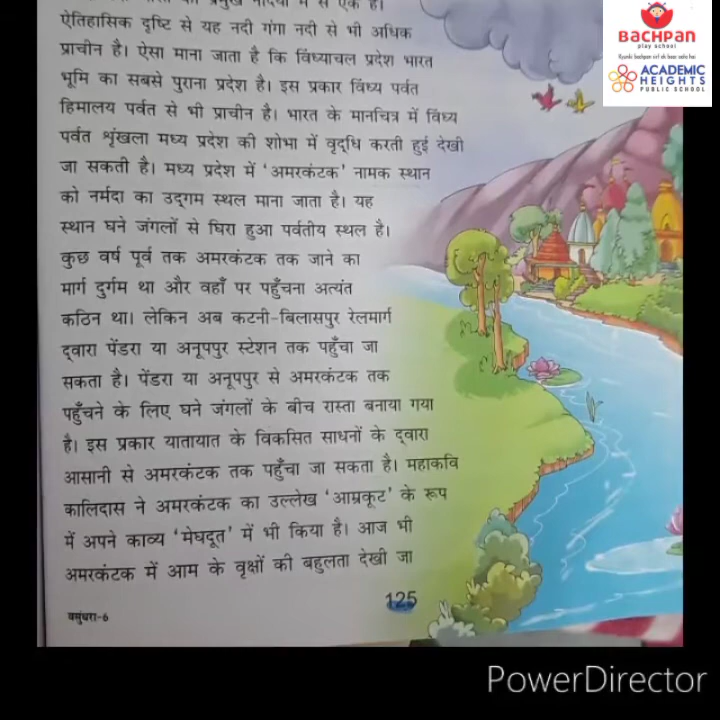 ऐतिहासिक दृष्टि से यह नदी गंगा नदी से भी अधिक
प्राचीन है। ऐसा माना जाता है कि विंध्याचल प्रदेश भारत
भूमि का सबसे पुराना प्रदेश है। इस प्रकार विंध्य पर्वत
हिमालय पर्वत से भी प्राचीन है। भारत के मानचित्र में विंध्य
पर्वत शृंखला मध्य प्रदेश की शोभा में वृद्धि करती हुई देखी
जा सकती है। मध्य प्रदेश में 'अमरकंटक' नामक स्थान
को नर्मदा का उद्गम स्थल माना जाता है। यह
स्थान घने जंगलों से घिरा हुआ पर्वतीय स्थल है।
कुछ वर्ष पूर्व तक अमरकंटक तक जाने का
मार्ग दुर्गम था और वहाँ पर पहुँचना अत्यंत
कठिन था। लेकिन अब कटनी-बिलासपुर रेलमार्ग
द्वारा पेंडरा या अनूपपुर स्टेशन तक पहुँचा जा
सकता है। पेंडरा या अनूपपुर से अमरकंटक तक
पहुँचने के लिए घने जंगलों के बीच रास्ता बनाया गया
है। इस प्रकार यातायात के विकसित साधनों के द्वारा
आसानी से अमरकंटक तक पहुँचा जा सकता है। महाकवि
कालिदास ने अमरकंटक का उल्लेख 'आम्रकूट' के रूप
में अपने काव्य 'मेघदूत' में भी किया है। आज भी
अमरकंटक में आम के वृक्षों की बहुलता देखी जा
125
वसुंधरा-6
BACHPAN
play school
ACADEMIC
HEIGHTS
PUBLIC SCHOOL
PowerDirector